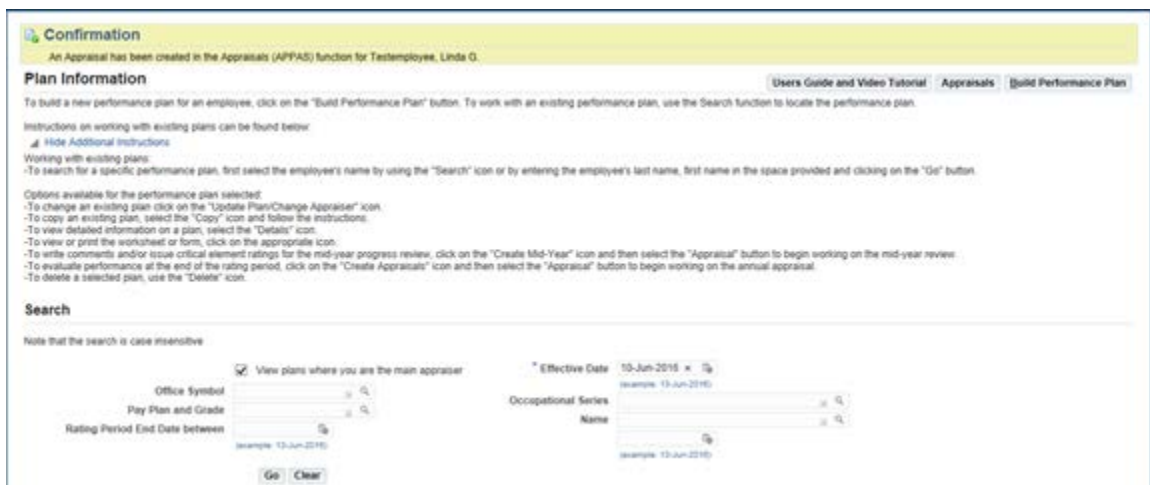 Confirmation
An Appraisal has been created in the Appraisals (APPAS) function for Testemployee, Linda G.
Plan Information
Users Guide and Video Tutorial Appraisals Build Performance Plan
To build a new performance plan for an employee, click on the "Build Performance Plan" button. To work with an existing performance plan, use the Search function to locate the performance plan.
Instructions on working with existing plans can be found below:
Hide Additional Instructions
Working with existing plans:
-To search for a specific performance plan, first select the employee's name by using the "Search" icon or by entering the employee's last name, first name in the space provided and clicking on the "Go" button.
Options available for the performance plan selected:
-To change an existing plan click on the "Update Plan/Change Appraiser" icon.
-To copy an existing plan, select the "Copy" icon and follow the instructions.
-To view detailed information on a plan, select the "Details" icon.
-To view or print the worksheet or form, click on the appropriate icon.
-To write comments and/or issue critical element ratings for the mid-year progress review, click on the "Create Mid-Year" icon and then select the "Appraisal" button to begin working on the mid-year review.
-To evaluate performance at the end of the rating period, click on the "Create Appraisals" icon and then select the "Appraisal" button to begin working on the annual appraisal.
-To delete a selected plan, use the "Delete" icon.
Search
Note that the search is case insensitive
View plans where you are the main appraiser * Effective Date 10-Jun-2016 ×
(example: 13-Jun-2016)
Office Symbol Occupational Series
Pay Plan and Grade Name
Rating Period End Date between
(example: 13-Jun-2016) (example: 13-Jun-2016)
Go Clear